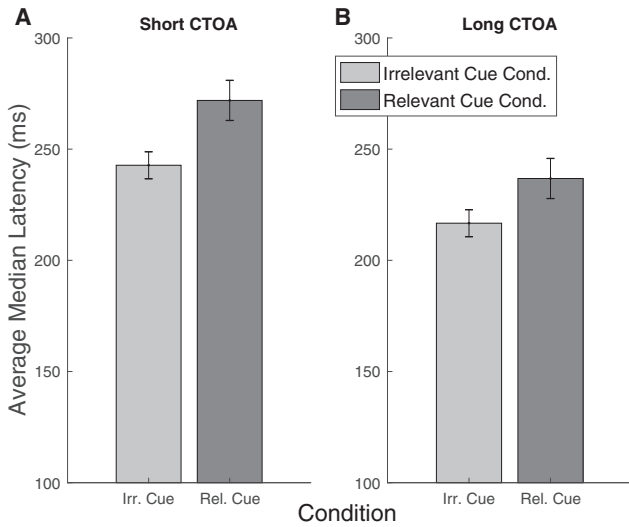 A
Short CTOA
B
Long CTOA
Average Median Latency (ms)
300
250
200
150
100
Irr. Cue
Rel. Cue
300
250
200
150
100
Irrelevant Cue Cond.
Relevant Cue Cond.
Irr. Cue
Rel. Cue
Condition